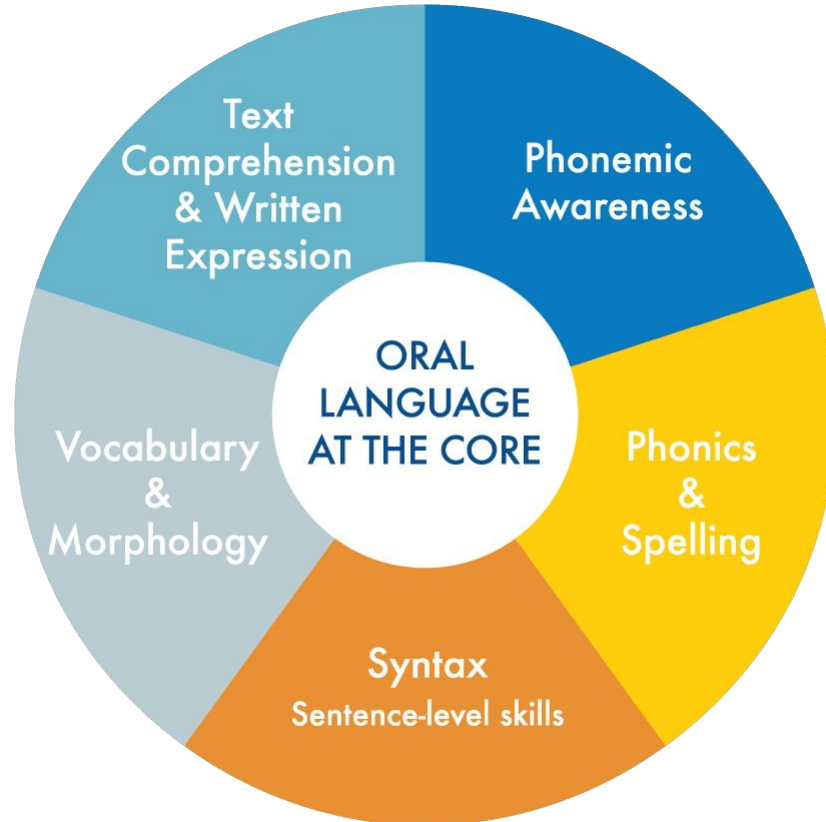 Text
Comprehension
& Written
Expression
Phonemic
Awareness
ORAL
LANGUAGE
AT THE CORE
Vocabulary
&
Morphology
Phonics
&
Spelling
Syntax
Sentence-level skills